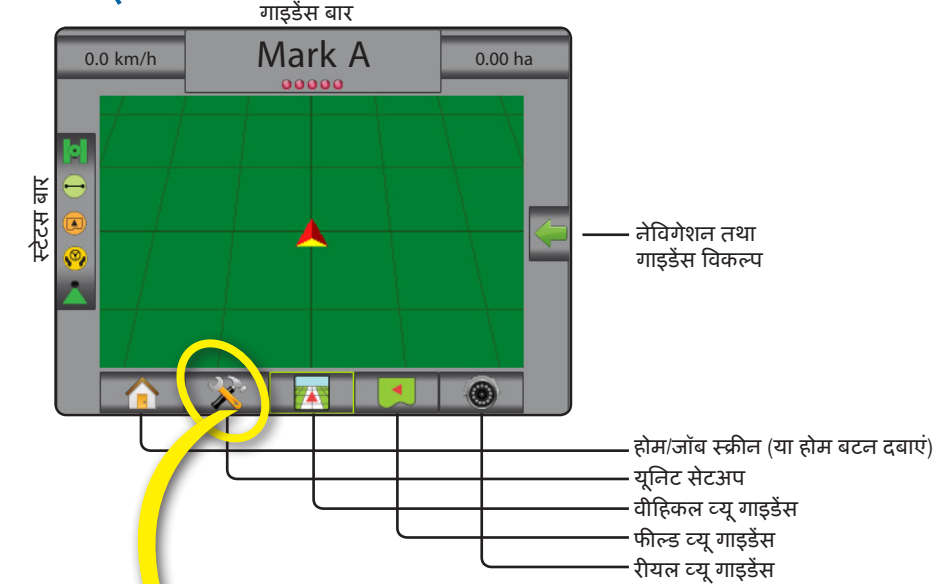 गाइडेंस बार
0.0 km/h
Mark A
0.00 ha
स्टेटस बार
नेविगेशन तथा
गाइडेंस विकल्प
होम/जॉब स्क्रीन (या होम बटन दबाएं)
यूनिट सेटअप
वीहिकल व्यू गाइडेंस
फील्ड व्यू गाइडेंस
रीयल व्यू गाइडेंस